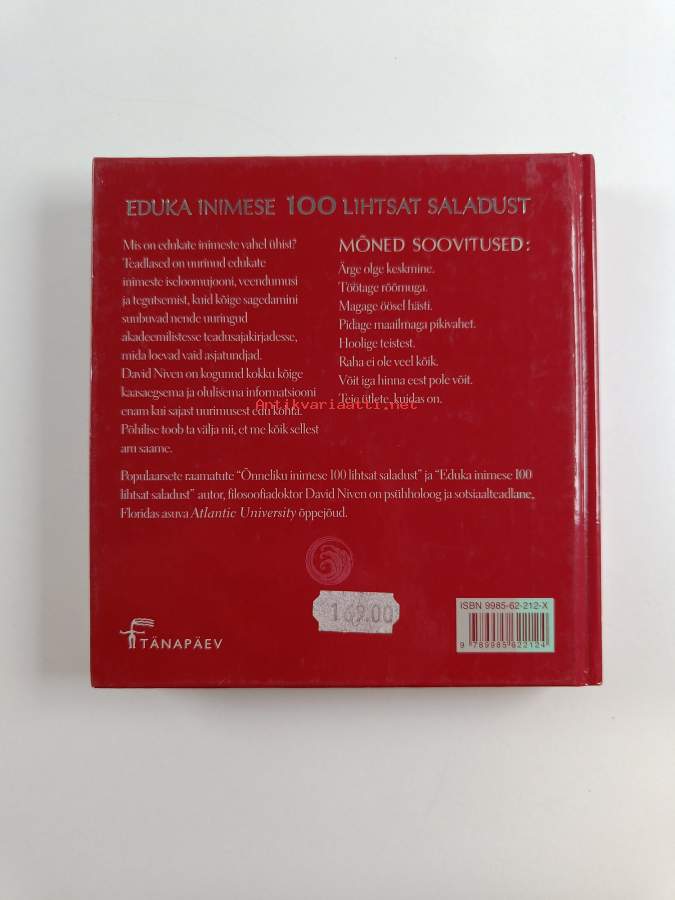 EDUKA INIMESE 100 LIHTSAT SALADUST
Mis on edukate inimeste vahel ühist?
Teadlased on uurinud edukate
inimeste iseloomujooni, veendumusi
ja tegutsemist, kuid kõige sagedamini
suubuvad nende uuringud
akadeemilistesse teadusajakirjadesse,
mida loevad vaid asjatundjad.
David Niven on kogunud kokku kõige
kaasaegsema ja olulisema informatsiooni
enam kui sajast uurimusest edu kohta.
Põhilise toob ta välja nii, et me kõik sellest
aru saame.
MÕNED SOOVITUSED:
Ärge olge keskmine.
Töötage rõõmuga.
Magage öösel hästi.
Pidage maailmaga pikivahet.
Hoolige teistest.
Raha ei ole veel kõik.
Võit iga hinna eest pole võit.
Teie ütlete, kuidas on.
Antikvariaatti.net
Populaarsete raamatute “Õnneliku inimese 100 lihtsat saladust” ja “Eduka inimese 100
lihtsat saladust” autor, filosoofiadoktor David Niven on psühholoog ja sotsiaalteadlane,
Floridas asuva Atlantic University õppejõud.
169.00
TÄNAPÄEV
ISBN 9985-62-212-X
9 789985 622124